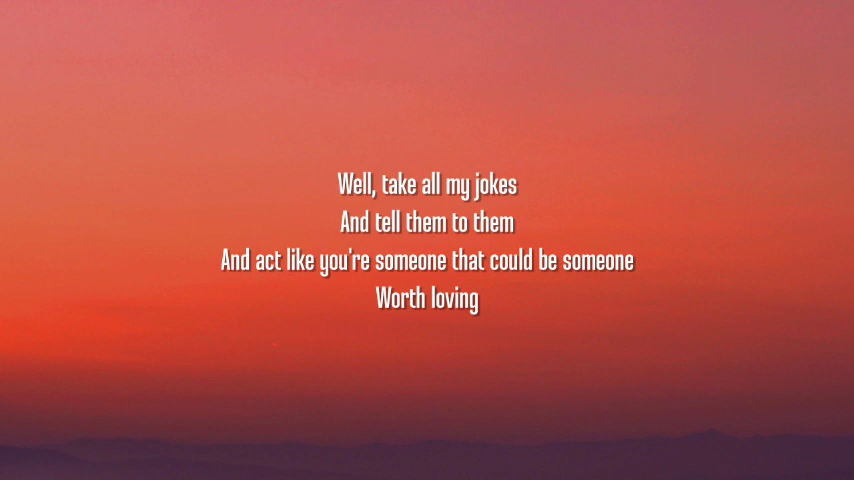 Well, take all my jokes
And tell them to them
And act like you're someone that could be someone
Worth loving